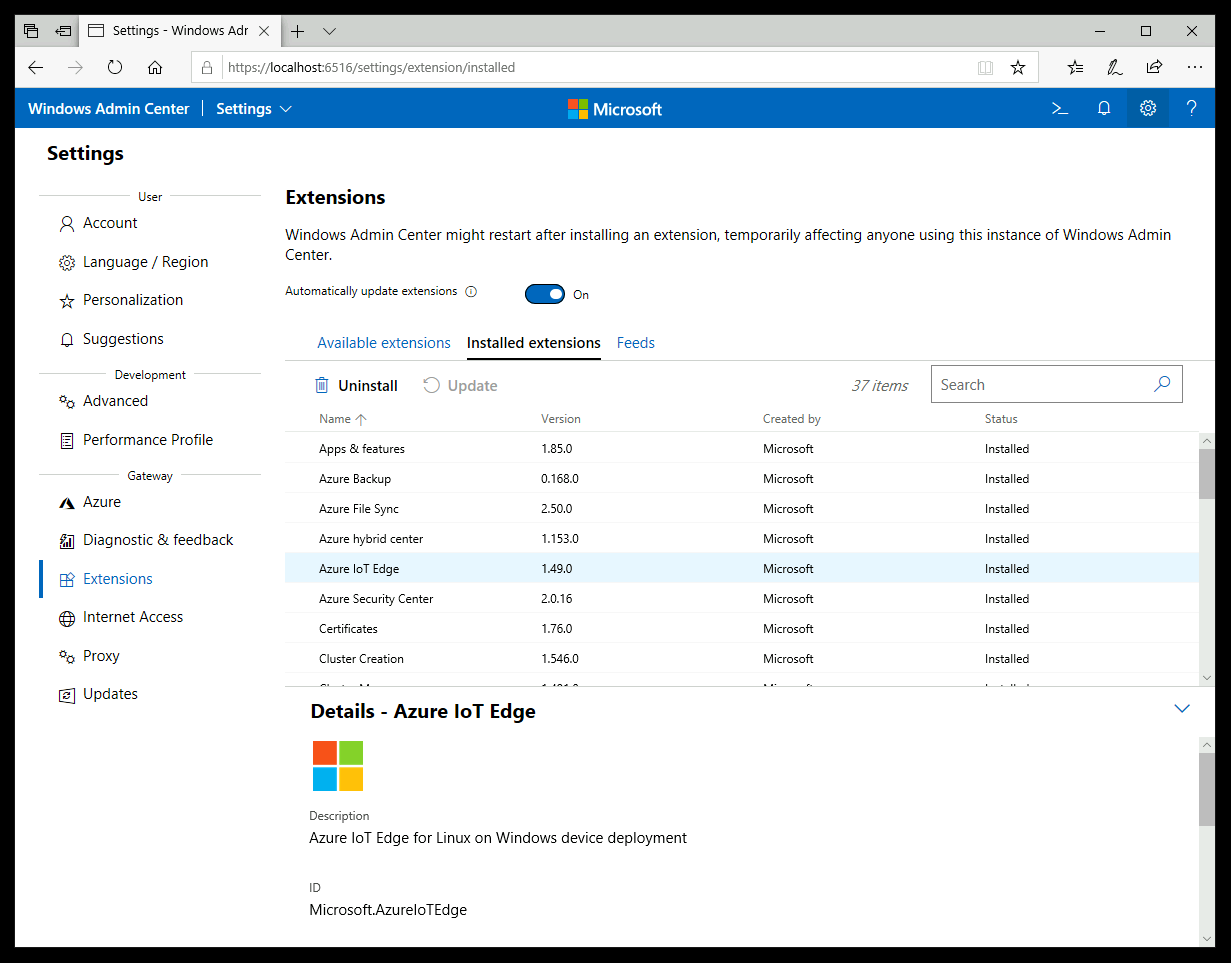 Settings - Windows Adr
https://localhost:6516/settings/extension/installed
Windows Admin Center
Settings
Microsoft
?
Settings
User
Account
Language / Region
Personalization
Suggestions
Development
Advanced
Performance Profile
Gateway
Azure
Diagnostic & feedback
Extensions
Internet Access
Proxy
Updates
Extensions
Windows Admin Center might restart after installing an extension, temporarily affecting anyone using this instance of Windows Admin
Center.
Automatically update extensions
On
Available extensions Installed extensions Feeds
Uninstall Update 37 items Search
Name Version Created by Status
Apps & features 1.85.0 Microsoft Installed
Azure Backup 0.168.0 Microsoft Installed
Azure File Sync 2.50.0 Microsoft Installed
Azure hybrid center 1.153.0 Microsoft Installed
Azure IoT Edge 1.49.0 Microsoft Installed
Azure Security Center 2.0.16 Microsoft Installed
Certificates 1.76.0 Microsoft Installed
Cluster Creation 1.546.0 Microsoft Installed
Details - Azure IoT Edge
Description
Azure IoT Edge for Linux on Windows device deployment
ID
Microsoft.AzureIoTEdge